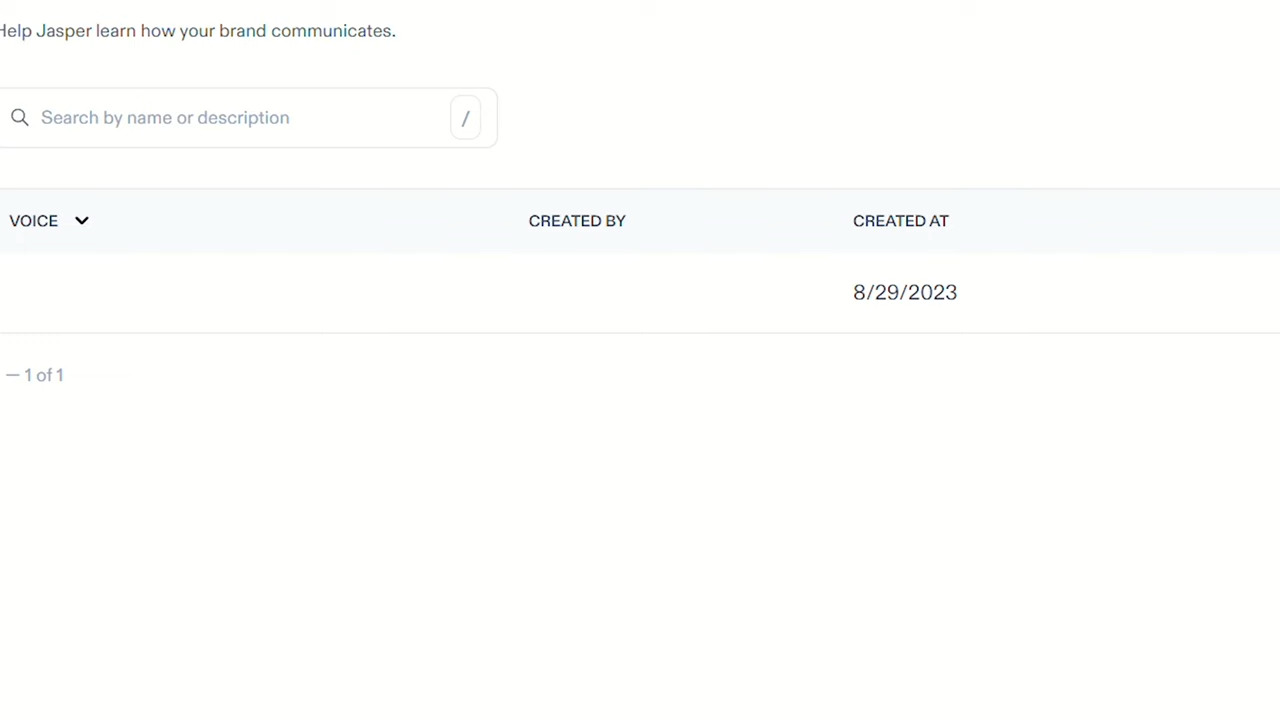 Help Jasper learn how your brand communicates.
Search by name or description /
VOICE CREATED BY CREATED AT
8/29/2023
— 1 of 1